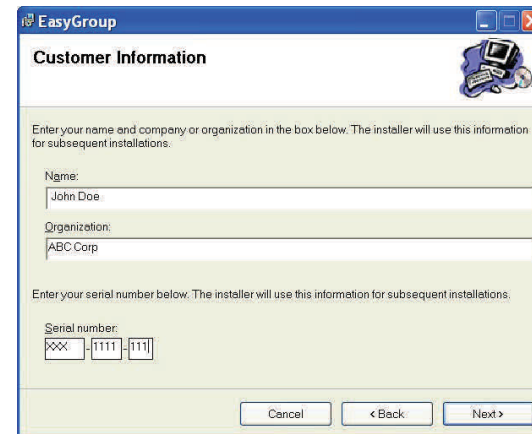 EasyGroup
Customer Information
Enter your name and company or organization in the box below. The installer will use this information
for subsequent installations.
Name:
John Doe
Organization:
ABC Corp
Enter your serial number below. The installer will use this information for subsequent installations.
Serial number:
XXX - 1111 - 111
Cancel < Back Next >